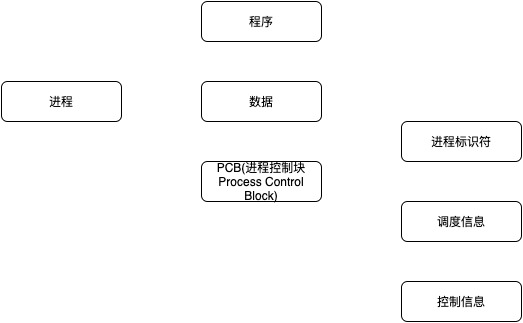 程序
进程
数据
进程标识符
PCB(进程控制块
Process Control
Block)
调度信息
控制信息